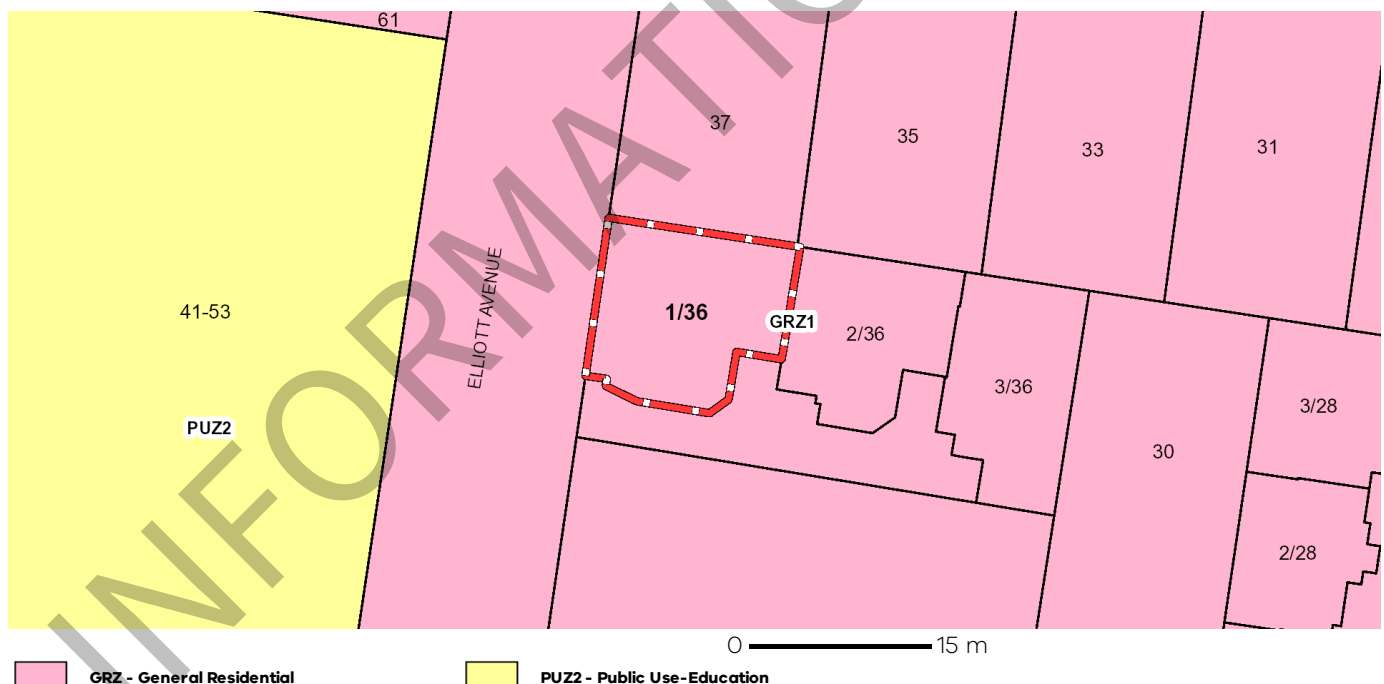 61
37
35
33
31
41-53
ELLIOTT AVENUE
1/36
GRZ1
2/36
3/36
3/28
30
PUZ2
2/28
INFORMATIO
0 15 m
GRZ - General Residential
PUZ2 - Public Use-Education